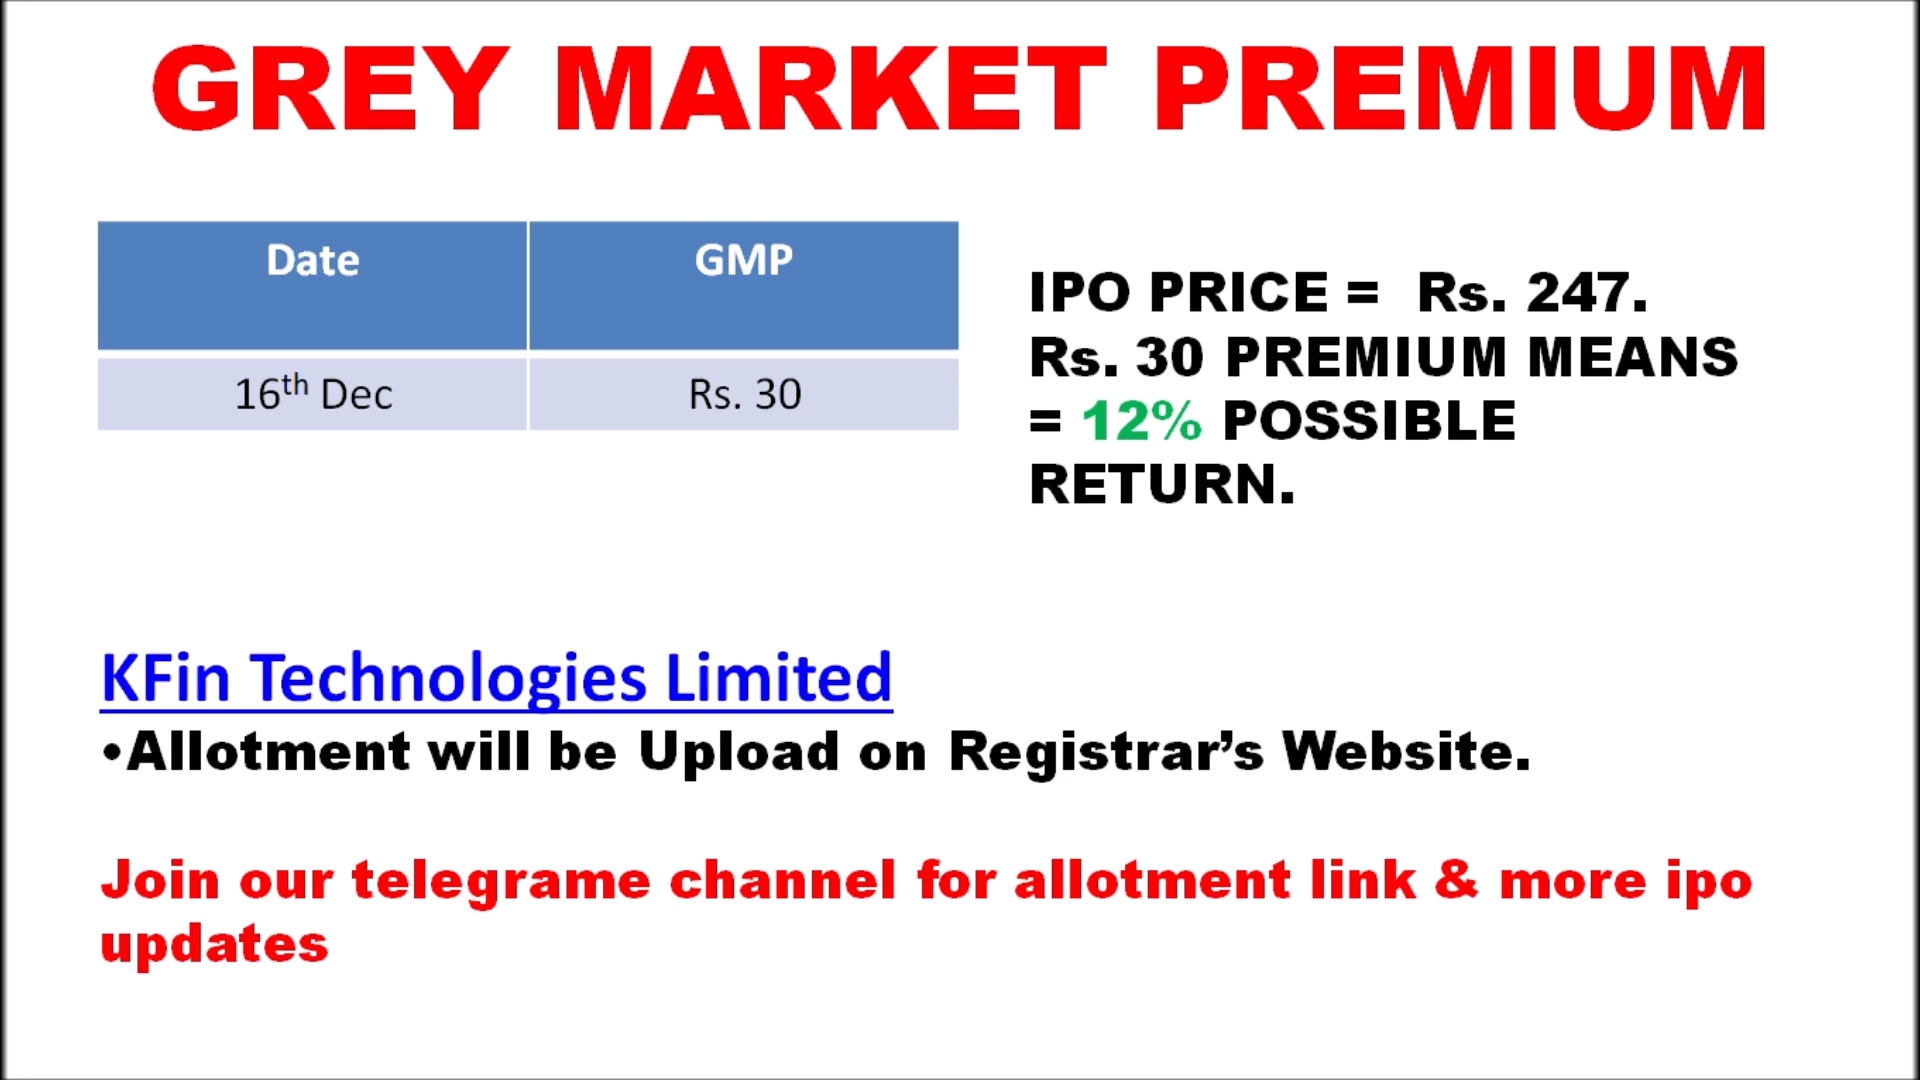 GREY MARKET PREMIUM
Date GMP
16th Dec Rs. 30
IPO PRICE = Rs. 247.
Rs. 30 PREMIUM MEANS
= 12% POSSIBLE
RETURN.
KFin Technologies Limited
•Allotment will be Upload on Registrar’s Website.
Join our telegrame channel for allotment link & more ipo
updates